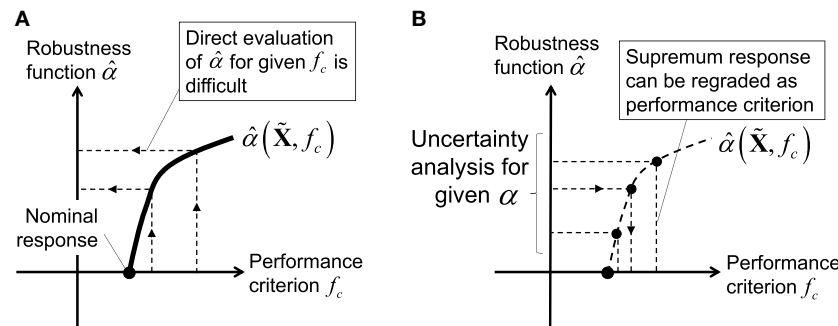 A
Robustness
function α̂
Direct evaluation
of α̂ for given f_c is
difficult
α̂(X̃, f_c)
Nominal
response
Performance
criterion f_c
B
Robustness
function α̂
Supremum response
can be regraded as
performance criterion
Uncertainty
analysis for
given α
α̂(X̃, f_c)
Performance
criterion f_c